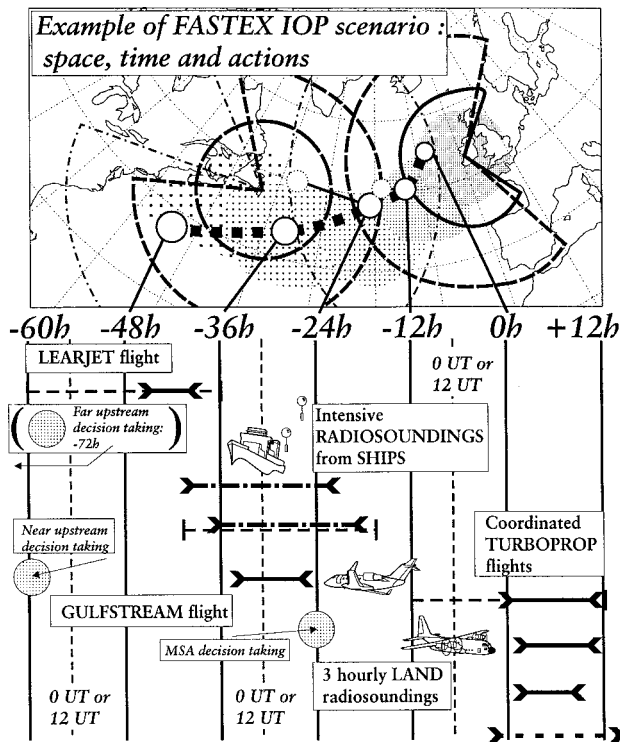 Example of FASTEX IOP scenario :
space, time and actions
-60h -48h -36h -24h -12h 0h +12h
LEARJET flight
0 UT or
12 UT
Far upstream
decision taking:
-72h
Intensive
RADIOSOUNDINGS
from SHIPS
Near upstream
decision taking
Coordinated
TURBOPROP
flights
GULFSTREAM flight
MSA decision taking
3 hourly LAND
radiosoundings
0 UT or
12 UT
0 UT or
12 UT